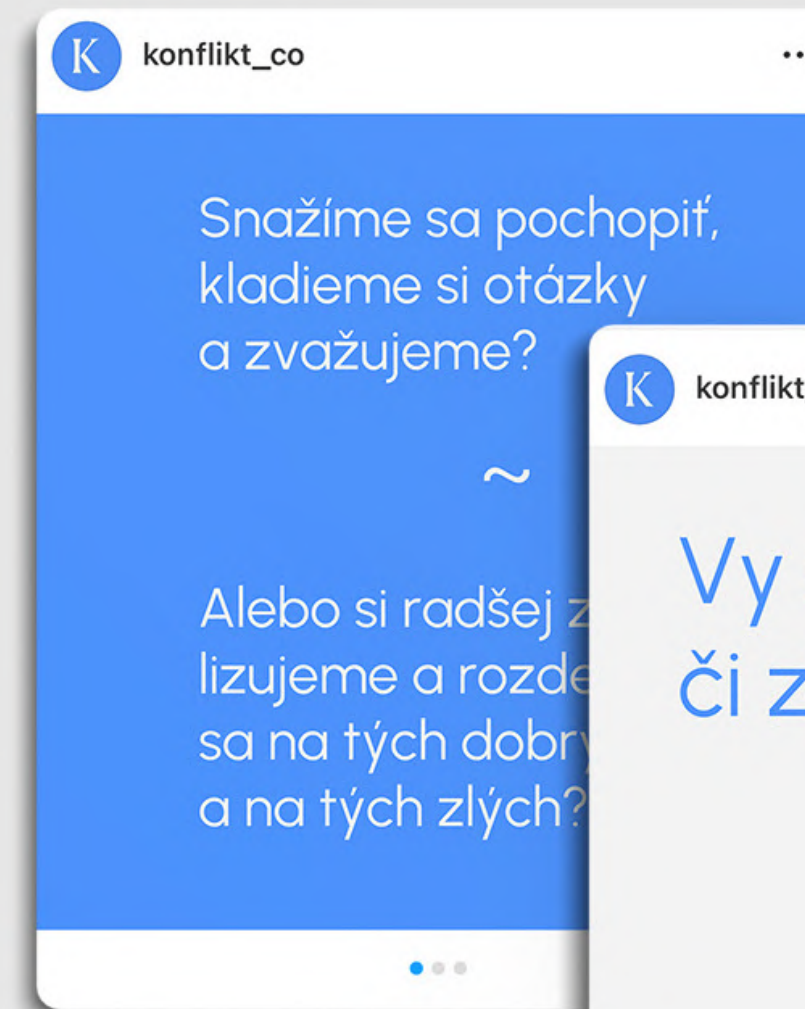 K konflikt_co
Snažíme sa pochopiť,
kladieme si otázky
a zvažujeme?
~
Alebo si radšej
lizujeme a
sa na tých
a na tých zlých?
K
Vy
či